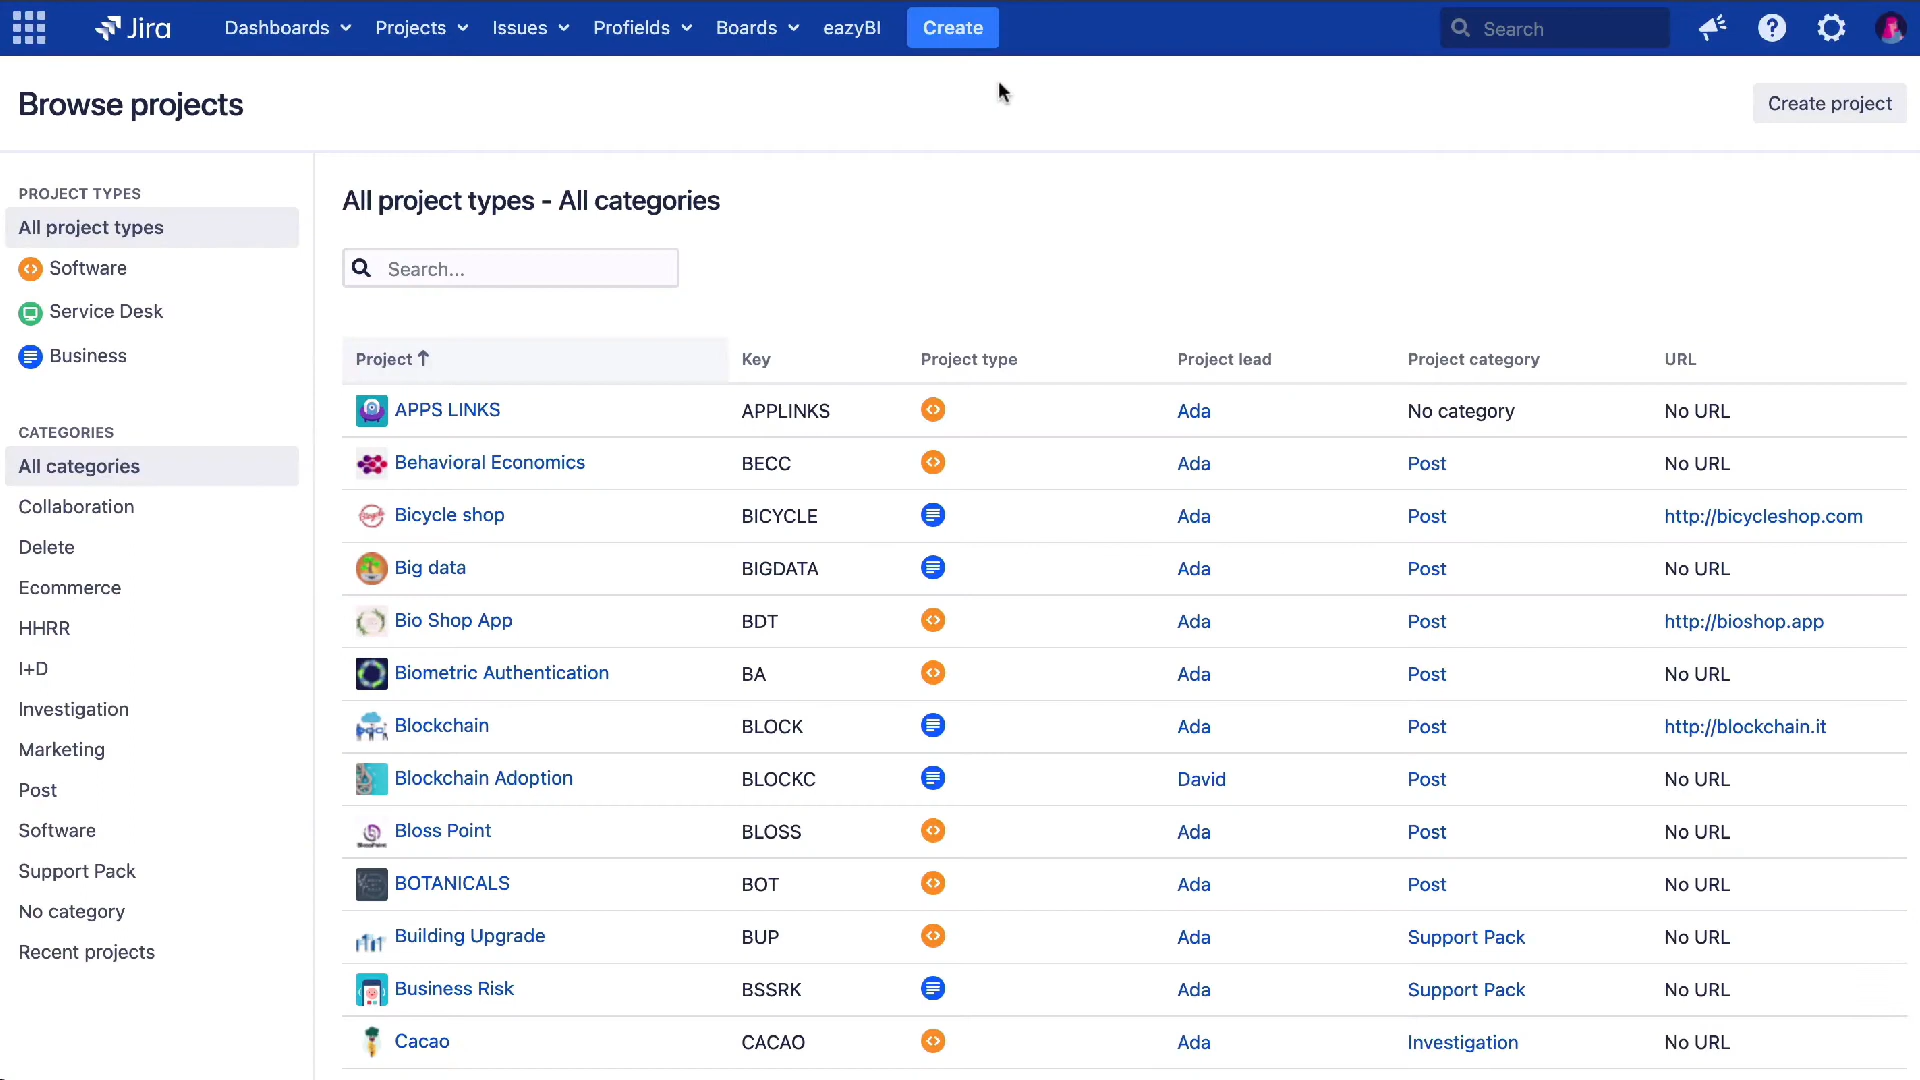 Jira Dashboards Projects Issues Profields Boards eazyBI Create Search
Browse projects
Create project
PROJECT TYPES
All project types
Software
Service Desk
Business
CATEGORIES
All categories
Collaboration
Delete
Ecommerce
HHRR
I+D
Investigation
Marketing
Post
Software
Support Pack
No category
Recent projects
All project types - All categories
Search...
Project Key Project type Project lead Project category URL
APPS LINKS APPLINKS Ada No category No URL
Behavioral Economics BECC Ada Post No URL
Bicycle shop BICYCLE Ada Post http://bicycleshop.com
Big data BIGDATA Ada Post No URL
Bio Shop App BDT Ada Post http://bioshop.app
Biometric Authentication BA Ada Post No URL
Blockchain BLOCK Ada Post http://blockchain.it
Blockchain Adoption BLOCKC David Post No URL
Bloss Point BLOSS Ada Post No URL
BOTANICALS BOT Ada Post No URL
Building Upgrade BUP Ada Support Pack No URL
Business Risk BSSRK Ada Support Pack No URL
Cacao CACAO Ada Investigation No URL